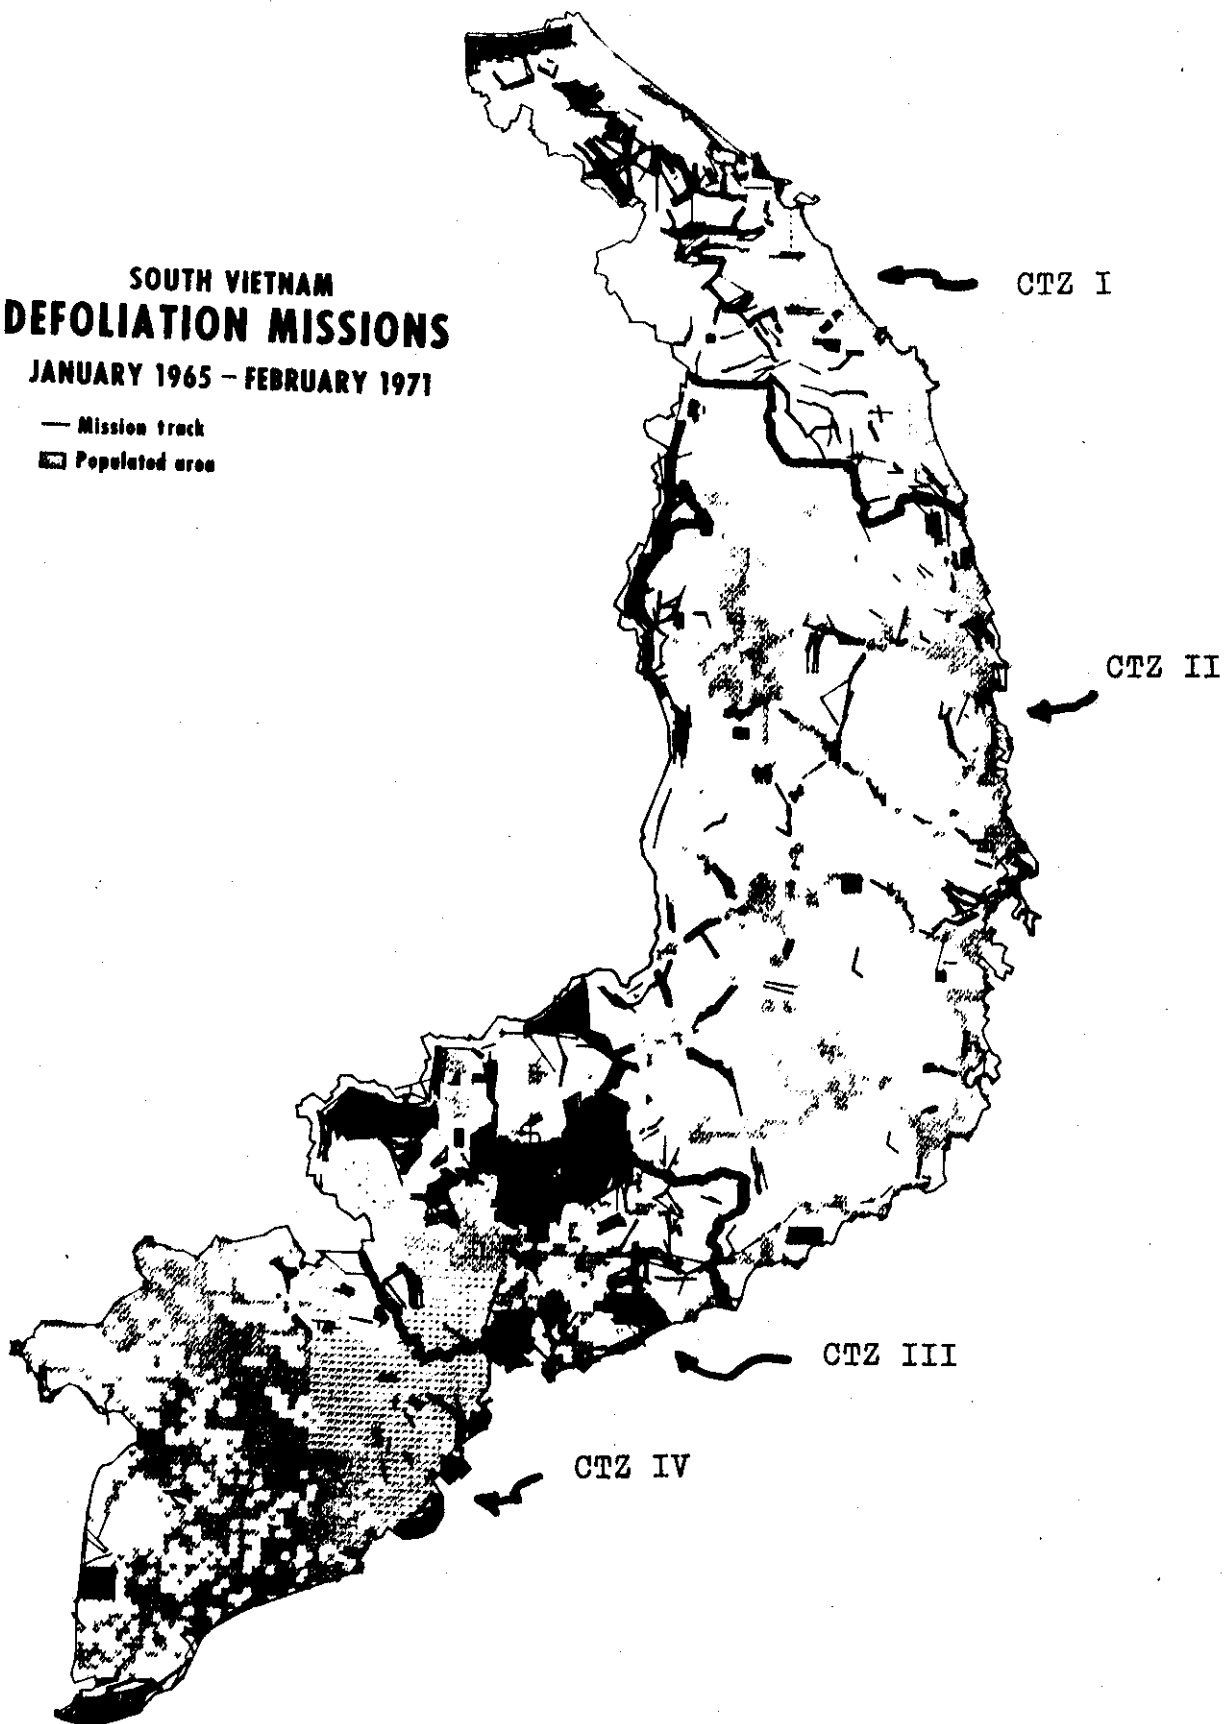 SOUTH VIETNAM
DEFOLIATION MISSIONS
JANUARY 1965 – FEBRUARY 1971
— Mission track
Populated area
CTZ I
CTZ II
CTZ III
CTZ IV